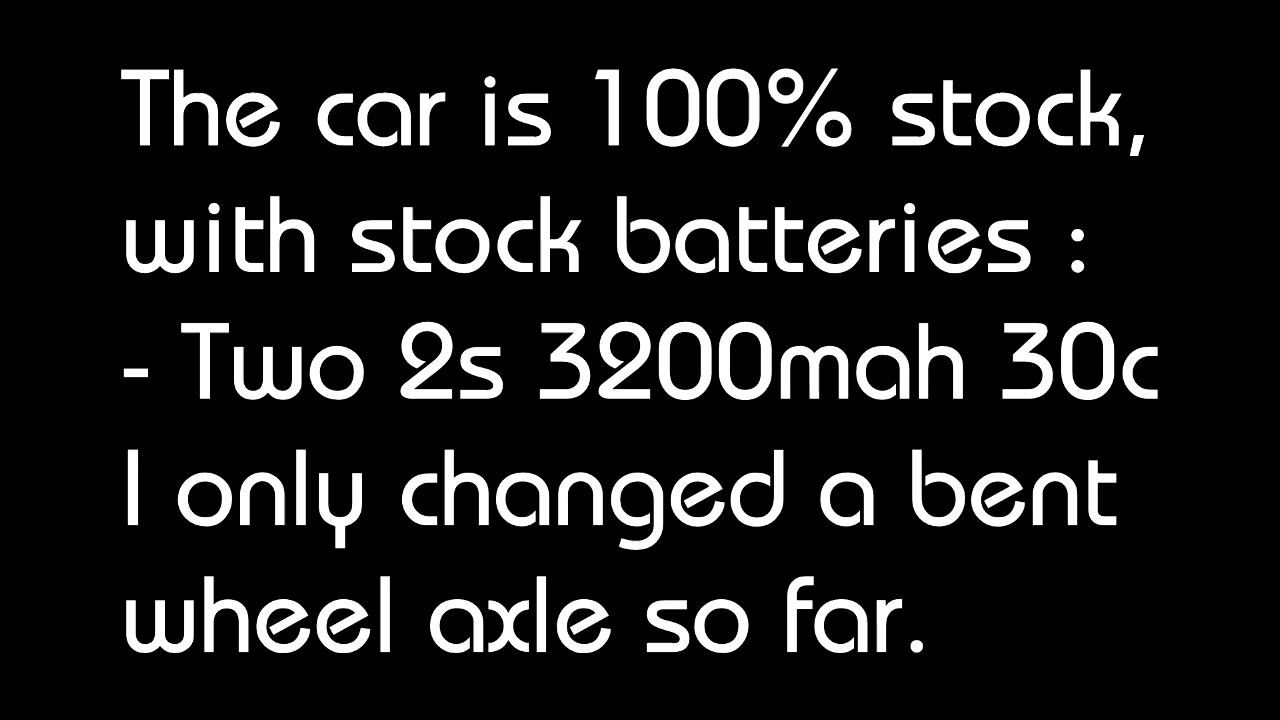 The car is 100% stock,
with stock batteries :
- Two 2s 3200mah 30c
I only changed a bent
wheel axle so far.